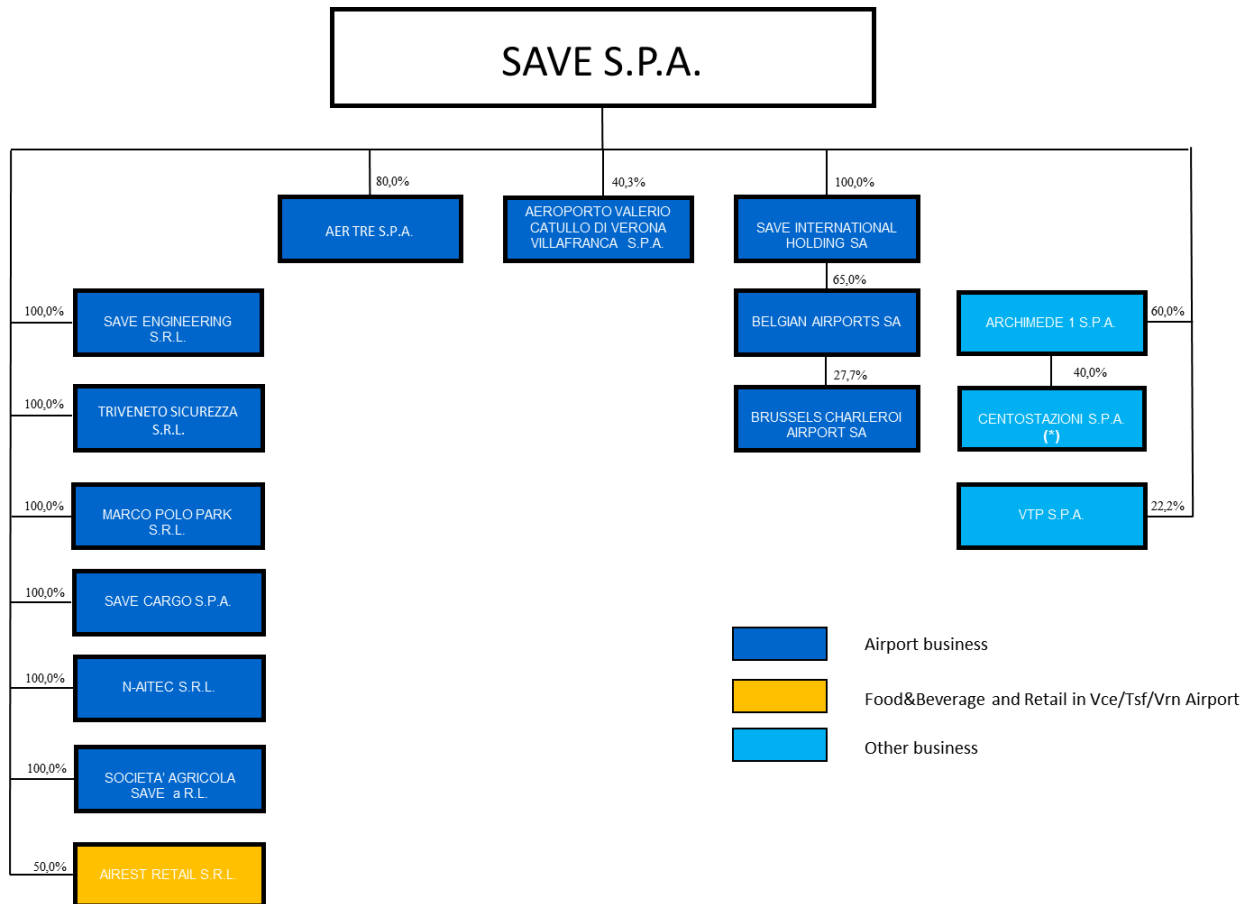 SAVE S.P.A.
80,0%
40,3%
100,0%
AER TRE S.P.A.
AEROPORTO VALERIO
CATULLO DI VERONA
VILLAFRANCA S.P.A.
SAVE INTERNATIONAL
HOLDING SA
65,0%
100,0%
SAVE ENGINEERING
S.R.L.
BELGIAN AIRPORTS SA
ARCHIMEDE 1 S.P.A.
60,0%
27,7%
40,0%
100,0%
TRIVENETO SICUREZZA
S.R.L.
BRUSSELS CHARLEROI
AIRPORT SA
CENTOSTAZIONI S.P.A.
(*)
100,0%
MARCO POLO PARK
S.R.L.
VTP S.P.A.
22,2%
100,0%
SAVE CARGO S.P.A.
Airport business
100,0%
N-AITEC S.R.L.
Food&Beverage and Retail in Vce/Tsf/Vrn Airport
Other business
100,0%
SOCIETA' AGRICOLA
SAVE a R.L.
50,0%
AIREST RETAIL S.R.L.